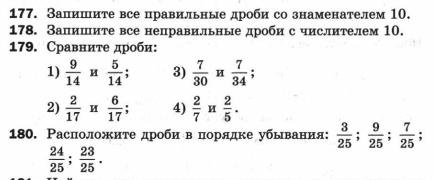 177. Запишите все правильные дроби со знаменателем 10.
178. Запишите все неправильные дроби с числителем 10.
179. Сравните дроби:
1) 9/14 и 5/14; 3) 7/30 и 7/34;
2) 2/17 и 6/17; 4) 2/7 и 2/5.
180. Расположите дроби в порядке убывания: 3/25; 9/25; 7/25;
24/25; 23/25.